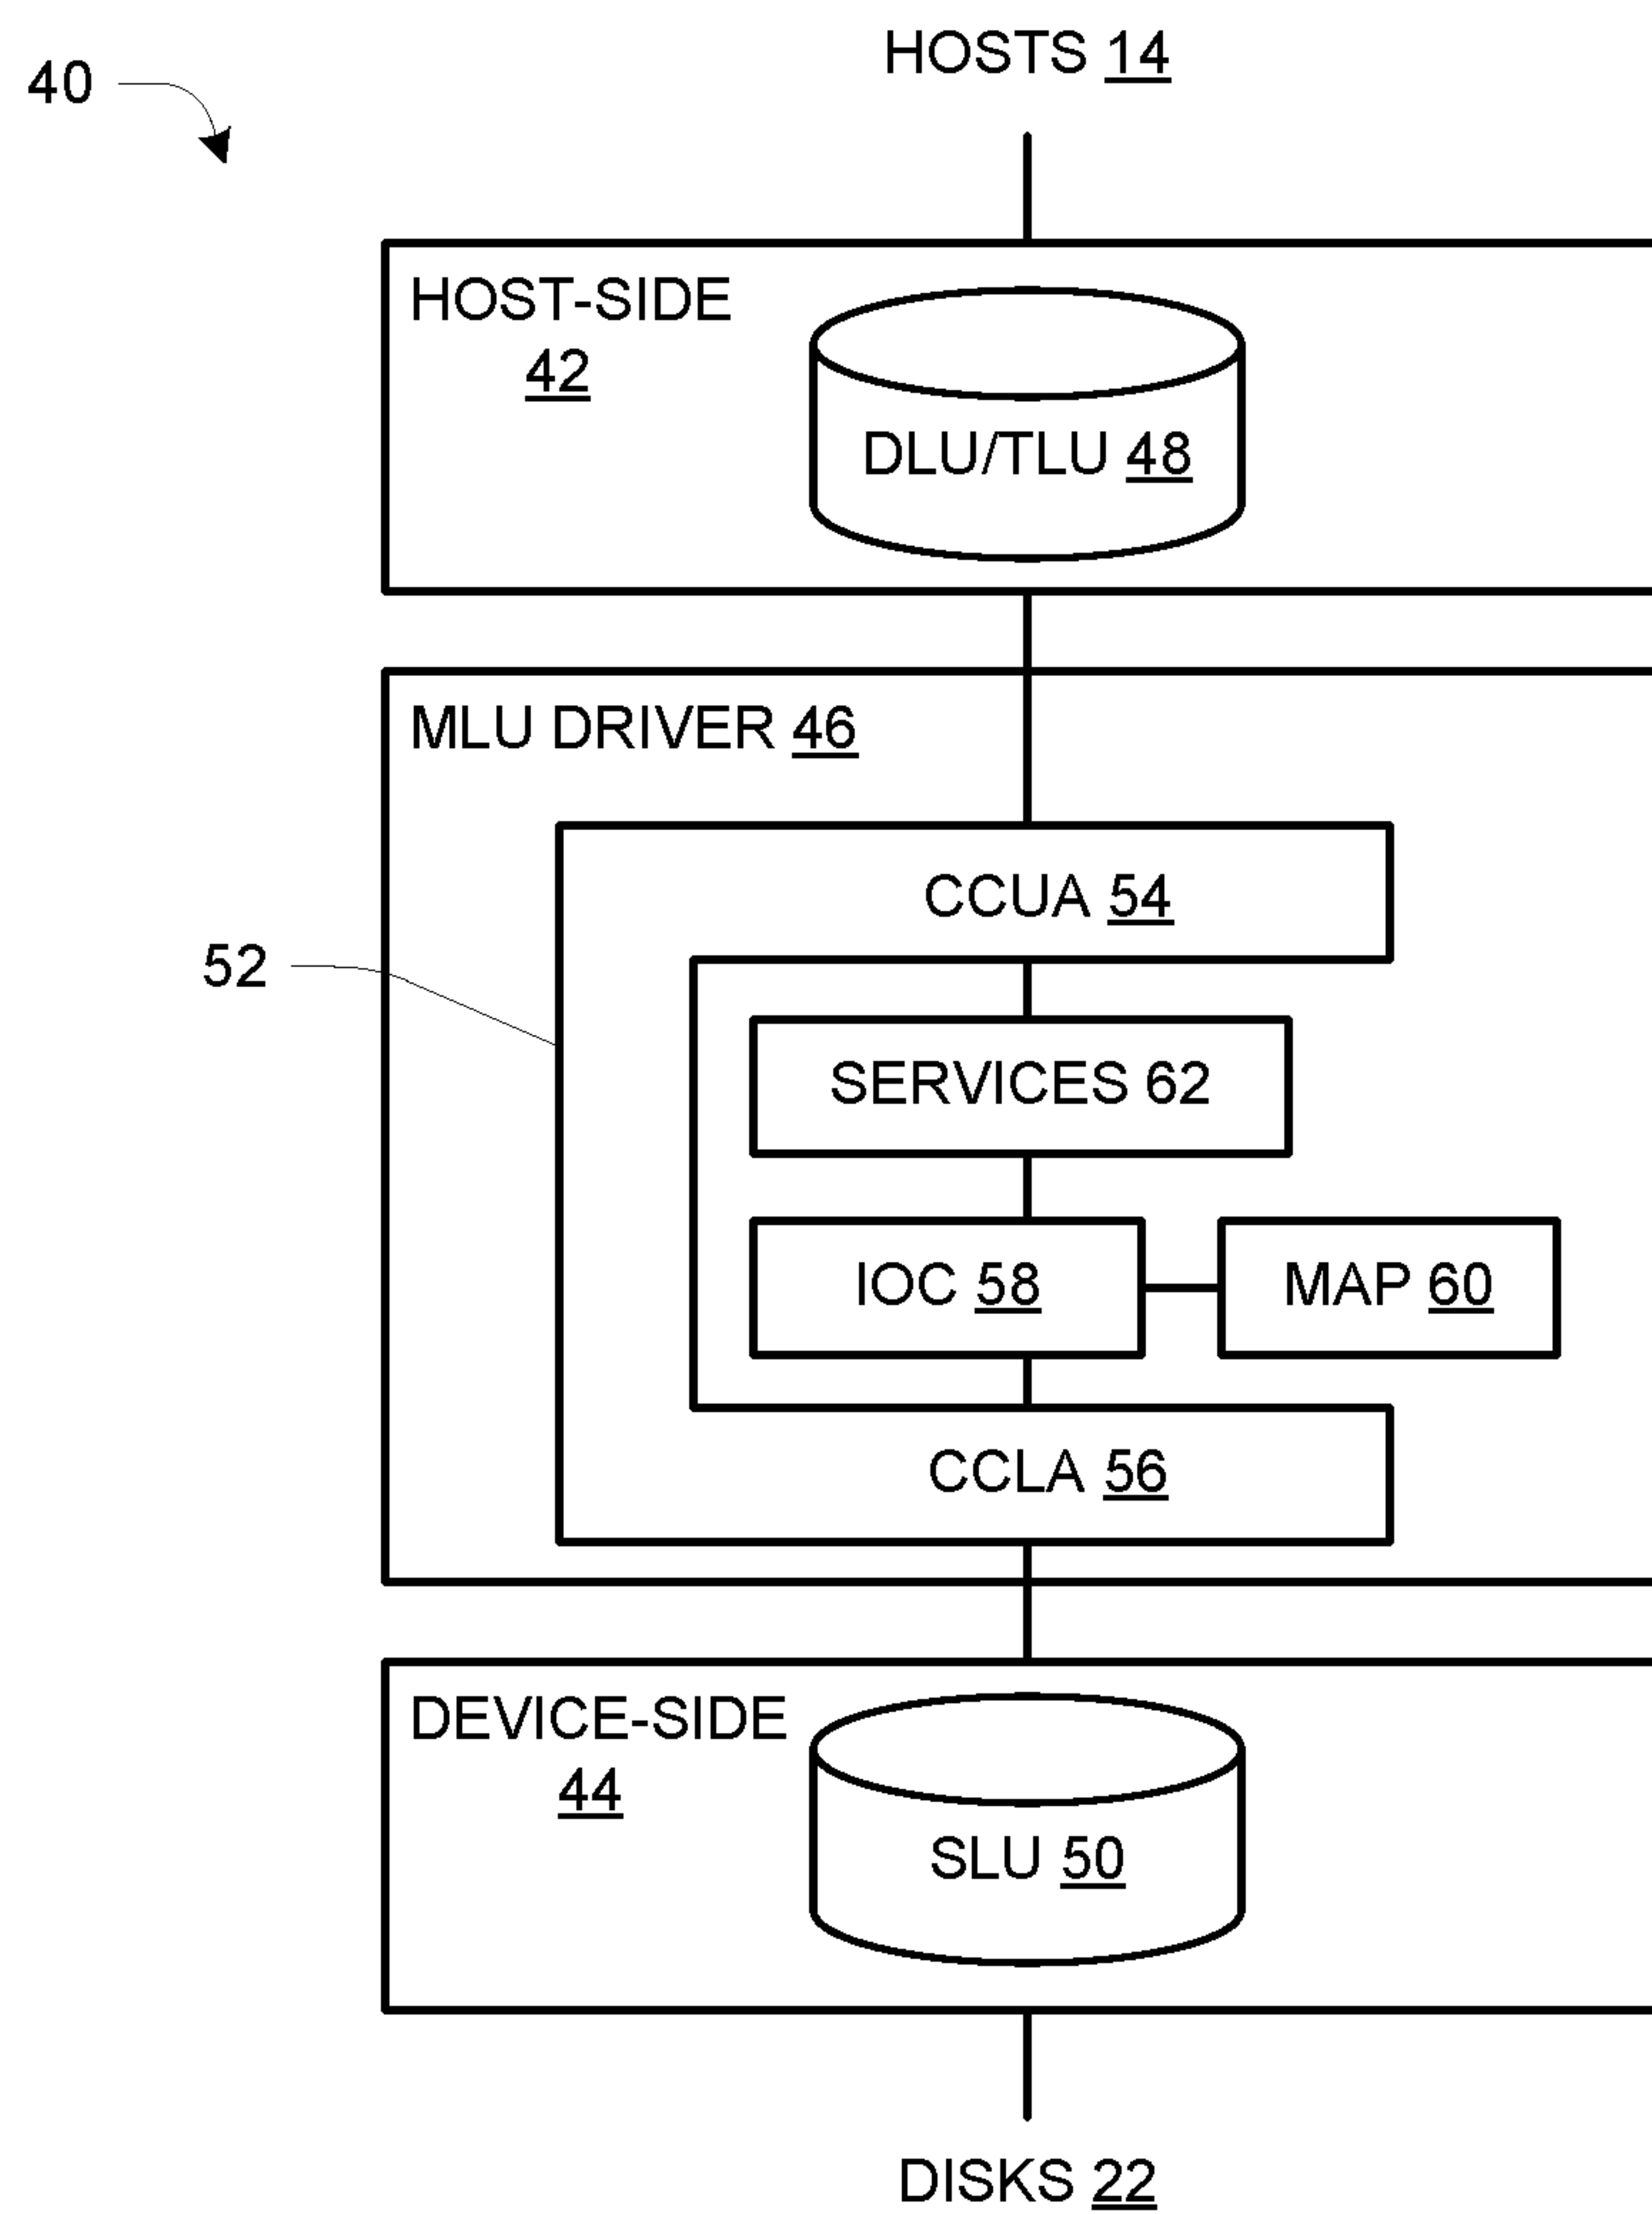 HOSTS 14
40
HOST-SIDE
42
DLU/TLU 48
MLU DRIVER 46
CCUA 54
52
SERVICES 62
IOC 58
MAP 60
CCLA 56
DEVICE-SIDE
44
SLU 50
DISKS 22